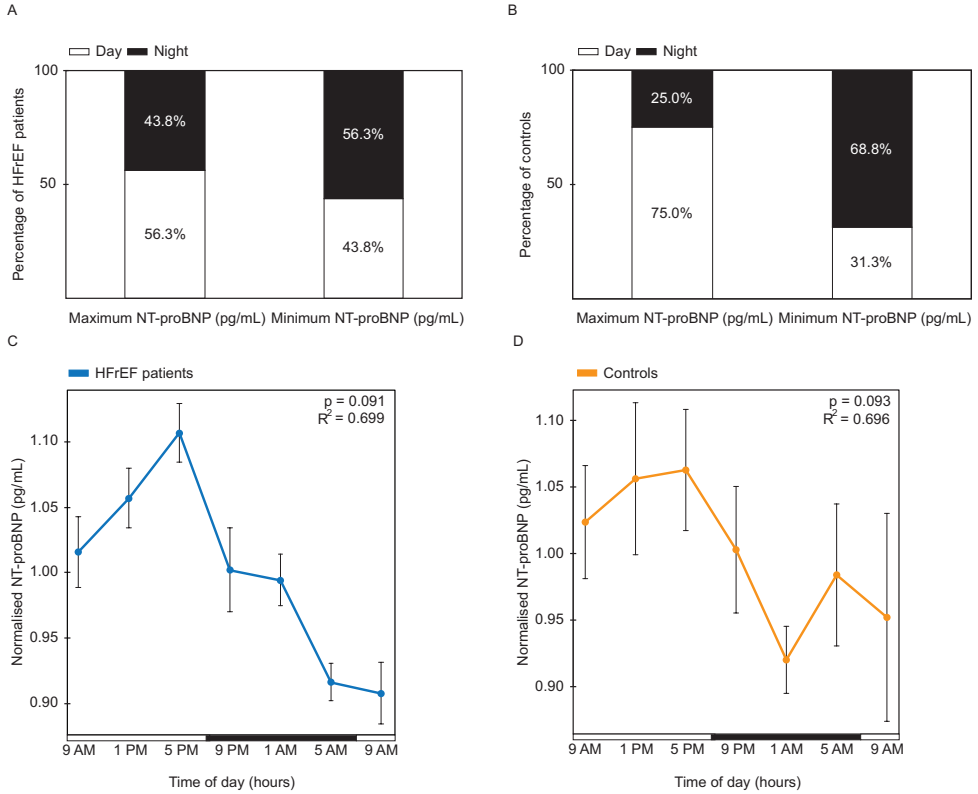 A
Day Night
Percentage of HFrEF patients
100
50
43.8%
56.3%
56.3%
43.8%
Maximum NT-proBNP (pg/mL) Minimum NT-proBNP (pg/mL)
B
Day Night
Percentage of controls
100
50
25.0%
75.0%
68.8%
31.3%
Maximum NT-proBNP (pg/mL) Minimum NT-proBNP (pg/mL)
C
HFrEF patients
p = 0.091
R² = 0.699
Normalised NT-proBNP (pg/mL)
1.10
1.05
1.00
0.95
0.90
9 AM 1 PM 5 PM 9 PM 1 AM 5 AM 9 AM
Time of day (hours)
D
Controls
p = 0.093
R² = 0.696
Normalised NT-proBNP (pg/mL)
1.10
1.05
1.00
0.95
0.90
9 AM 1 PM 5 PM 9 PM 1 AM 5 AM 9 AM
Time of day (hours)